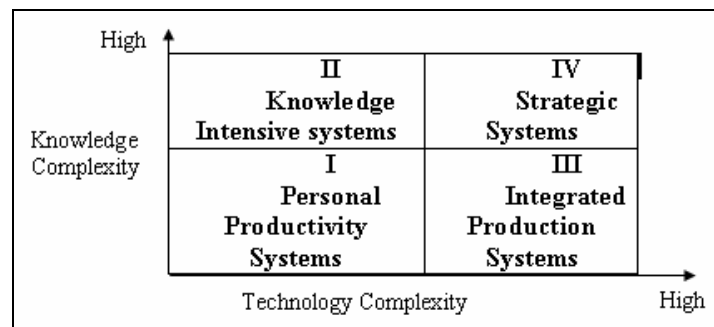 High
II
Knowledge
Intensive systems
IV
Strategic
Systems
Knowledge
Complexity
I
Personal
Productivity
Systems
III
Integrated
Production
Systems
Technology Complexity
High